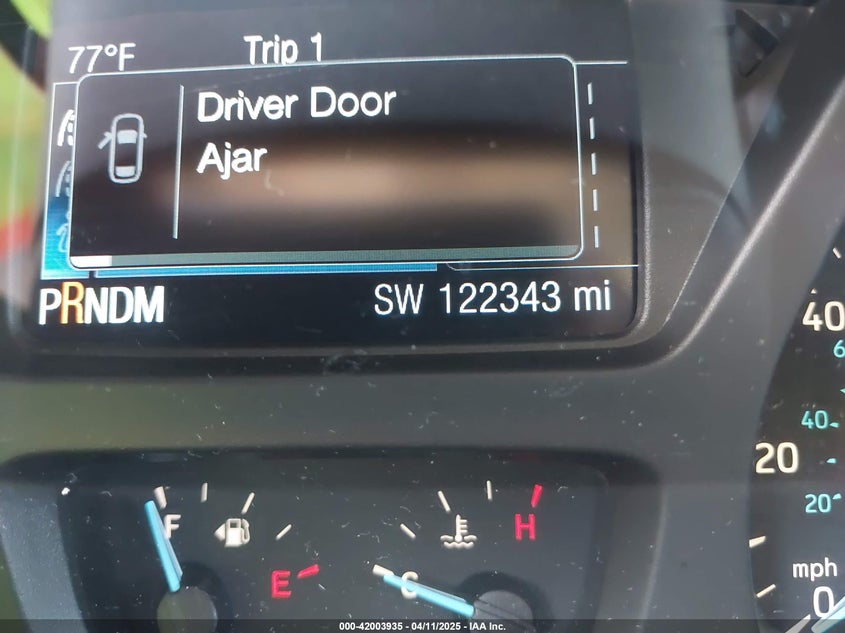 77°F Trip 1
Driver Door
Ajar
PRNDM SW 122343 mi
40
6
40
20
20
F
E
C
H
mph
0
000-42003935 - 04/11/2025 - IAA Inc.